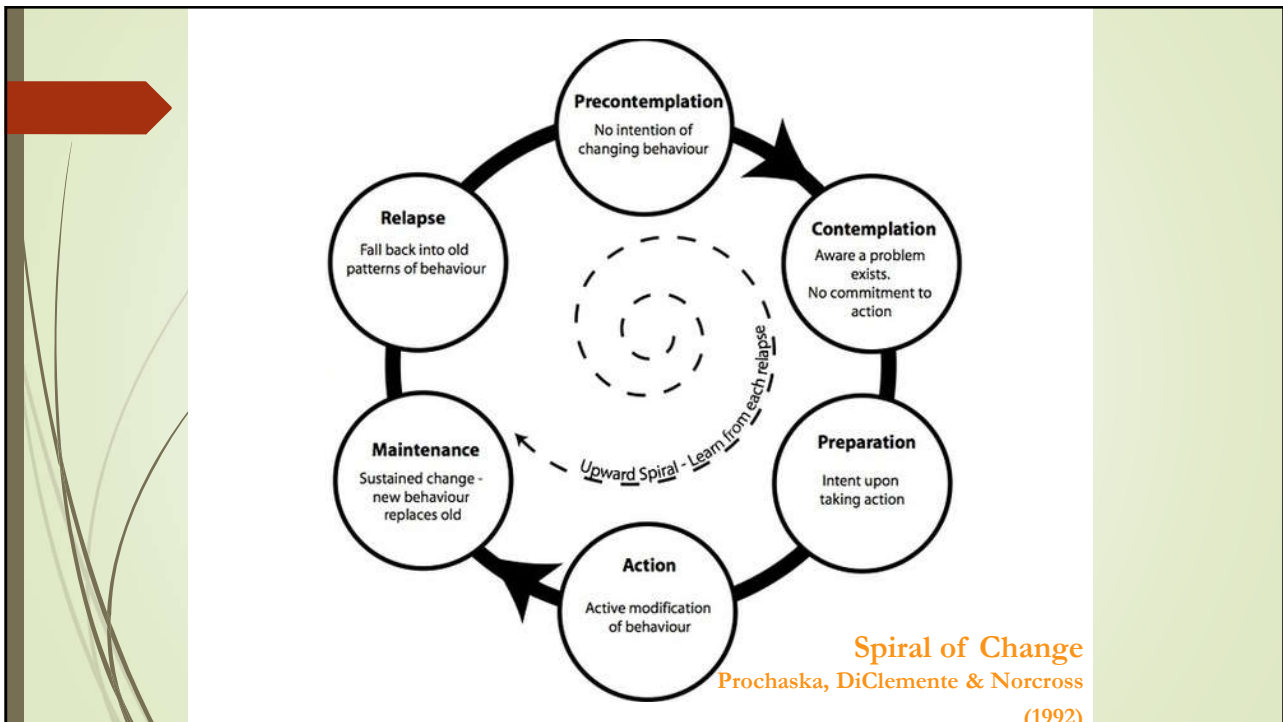 Precontemplation
No intention of
changing behaviour
Contemplation
Aware a problem
exists.
No commitment to
action
Preparation
Intent upon
taking action
Action
Active modification
of behaviour
Maintenance
Sustained change -
new behaviour
replaces old
Relapse
Fall back into old
patterns of behaviour
Upward Spiral - Learn from each relapse
Spiral of Change
Prochaska, DiClemente & Norcross
(1992)